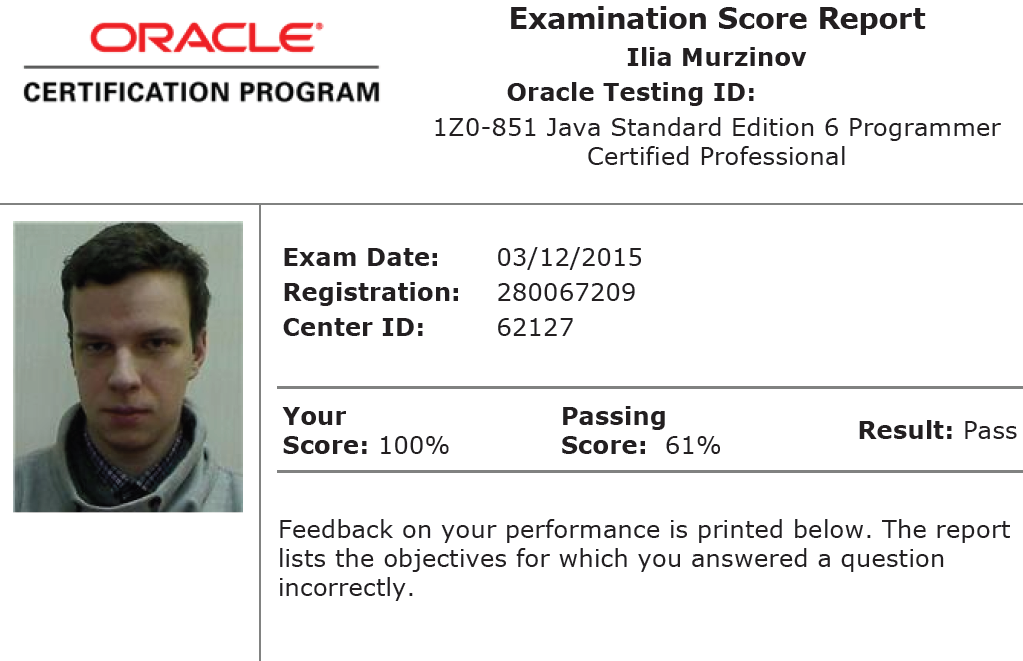 ORACLE®
CERTIFICATION PROGRAM
Examination Score Report
Ilia Murzinov
Oracle Testing ID:
1Z0-851 Java Standard Edition 6 Programmer
Certified Professional
Exam Date: 03/12/2015
Registration: 280067209
Center ID: 62127
Your
Score: 100%
Passing
Score: 61%
Result: Pass
Feedback on your performance is printed below. The report
lists the objectives for which you answered a question
incorrectly.